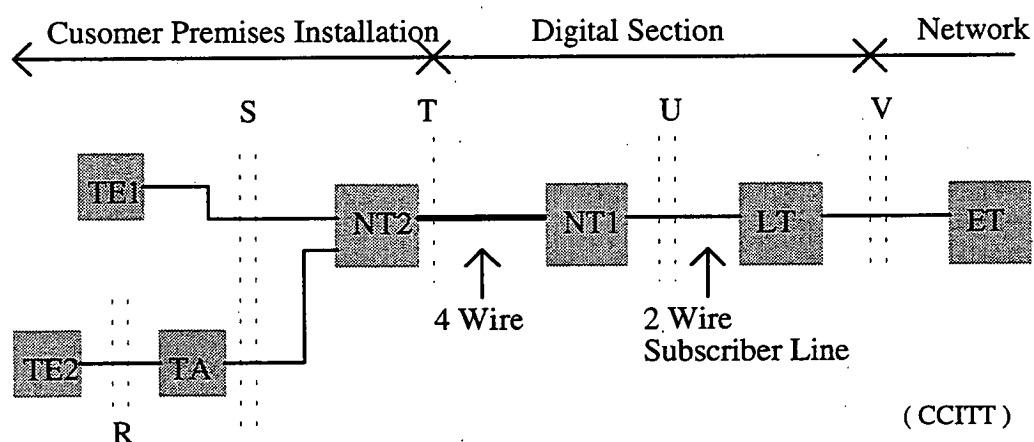 Cusomer Premises Installation Digital Section Network
S T U V
TE1 NT2 NT1 LT ET
4 Wire 2 Wire
Subscriber Line
TE2 TA
R
( CCITT )